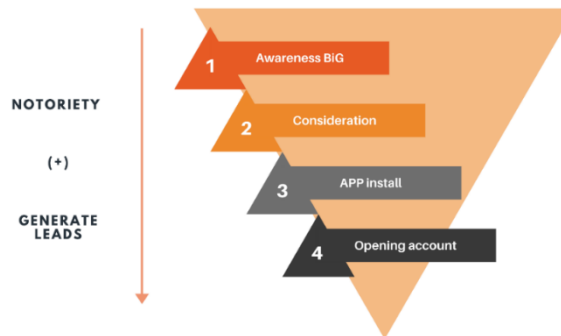 NOTORIETY
(+)
GENERATE
LEADS
1 Awareness BiG
2 Consideration
3 APP install
4 Opening account